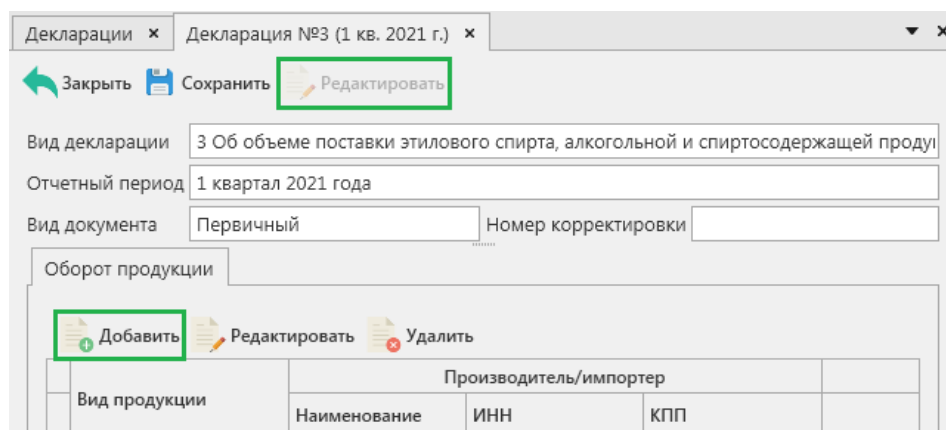 Декларации × Декларация №3 (1 кв. 2021 г.) ×
Закрыть Сохранить Редактировать
Вид декларации 3 Об объеме поставки этилового спирта, алкогольной и спиртосодержащей
Отчетный период 1 квартал 2021 года
Вид документа Первичный Номер корректировки
Оборот продукции
Добавить Редактировать Удалить
Производитель/импортер
Вид продукции
Наименование ИНН КПП